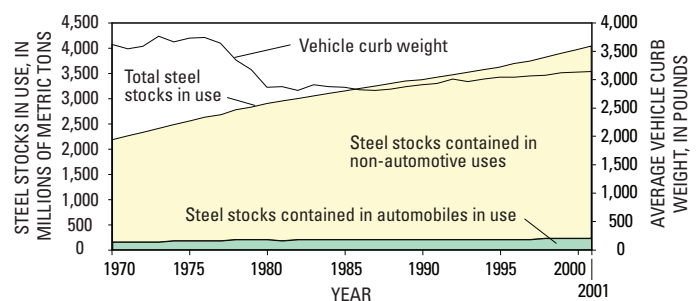 STEEL STOCKS IN USE, IN
MILLIONS OF METRIC TONS
4,500
4,000
3,500
3,000
2,500
2,000
1,500
1,000
500
0
Vehicle curb weight
Total steel
stocks in use
Steel stocks contained in
non-automotive uses
Steel stocks contained in automobiles in use
4,000
3,500
3,000
2,500
2,000
1,500
1,000
500
0
AVERAGE VEHICLE CURB
WEIGHT, IN POUNDS
1970 1975 1980 1985 1990 1995 2000
2001
YEAR